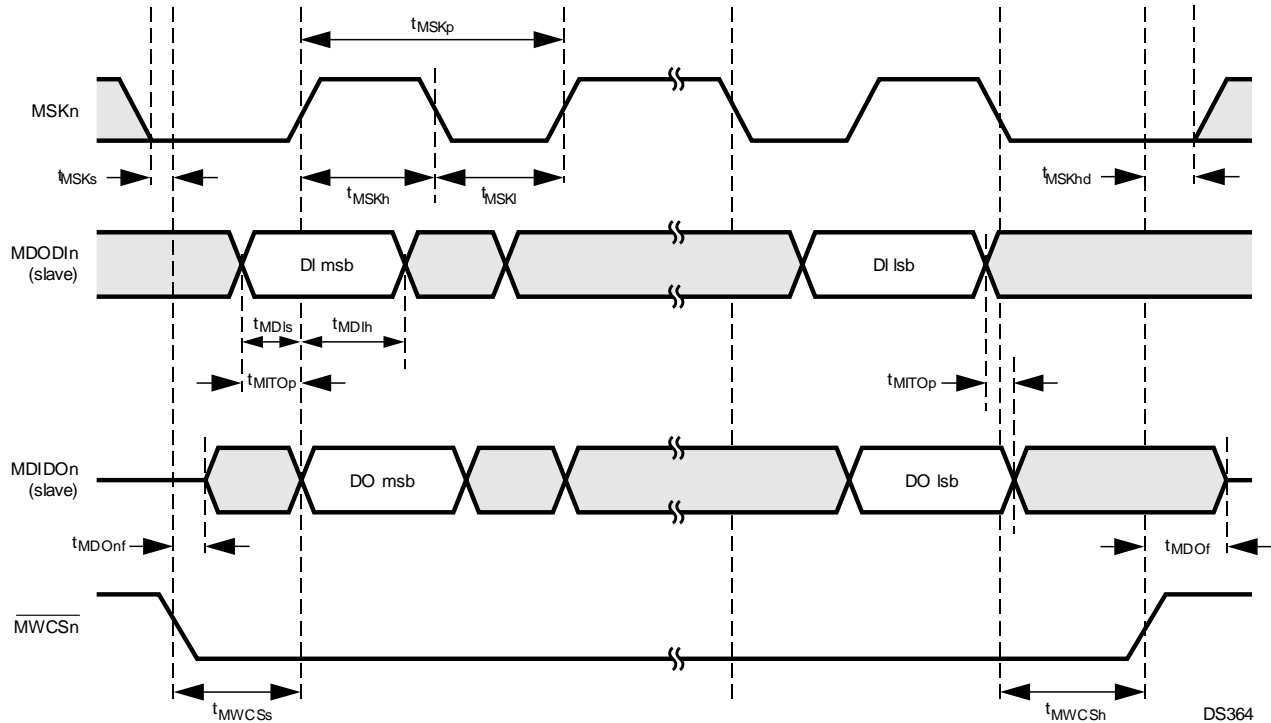 tMSKp
MSKn
tMSKs
tMSKh
tMSKl
tMSKhd
MDODIn
(slave)
DI msb
DI lsb
tMDIs
tMDIh
tMITOp
tMITOp
MDIDOn
(slave)
DO msb
DO lsb
tMDOnf
tMDOf
MWCSn
tMWCSs
tMWCSh
DS364